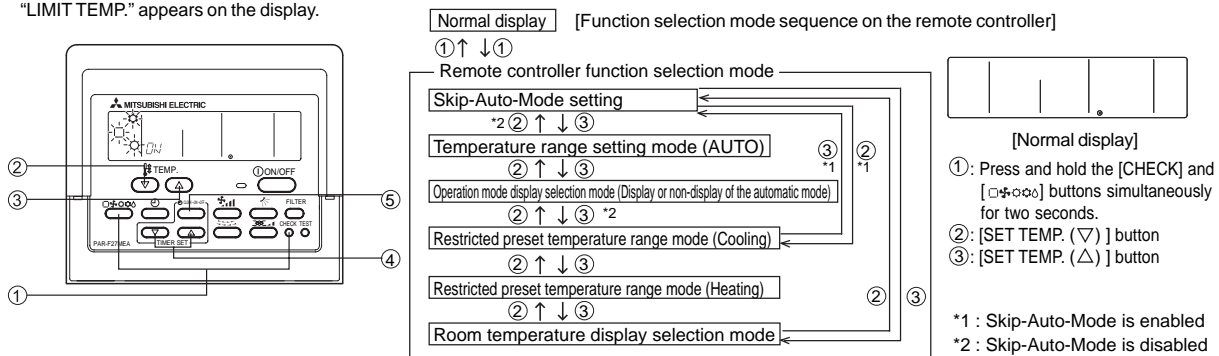 “LIMIT TEMP.” appears on the display.
Normal display [Function selection mode sequence on the remote controller]
①↑ ↓①
Remote controller function selection mode
Skip-Auto-Mode setting
*2 ② ↑ ↓ ③
Temperature range setting mode (AUTO)
② ↑ ↓ ③
Operation mode display selection mode (Display or non-display of the automatic mode)
② ↑ ↓ ③ *2
Restricted preset temperature range mode (Cooling)
② ↑ ↓ ③
Restricted preset temperature range mode (Heating)
② ↑ ↓ ③
Room temperature display selection mode
③ ②
*1 *1
② ③
MITSUBISHI ELECTRIC
ON
TEMP.
ON/OFF
FILTER
CHECK TEST
PAR-F27MEA
TIMER SET
②
③
①
⑤
④
[Normal display]
①: Press and hold the [CHECK] and
[ ] buttons simultaneously
for two seconds.
②: [SET TEMP. (▽) ] button
③: [SET TEMP. (△) ] button
*1 : Skip-Auto-Mode is enabled
*2 : Skip-Auto-Mode is disabled